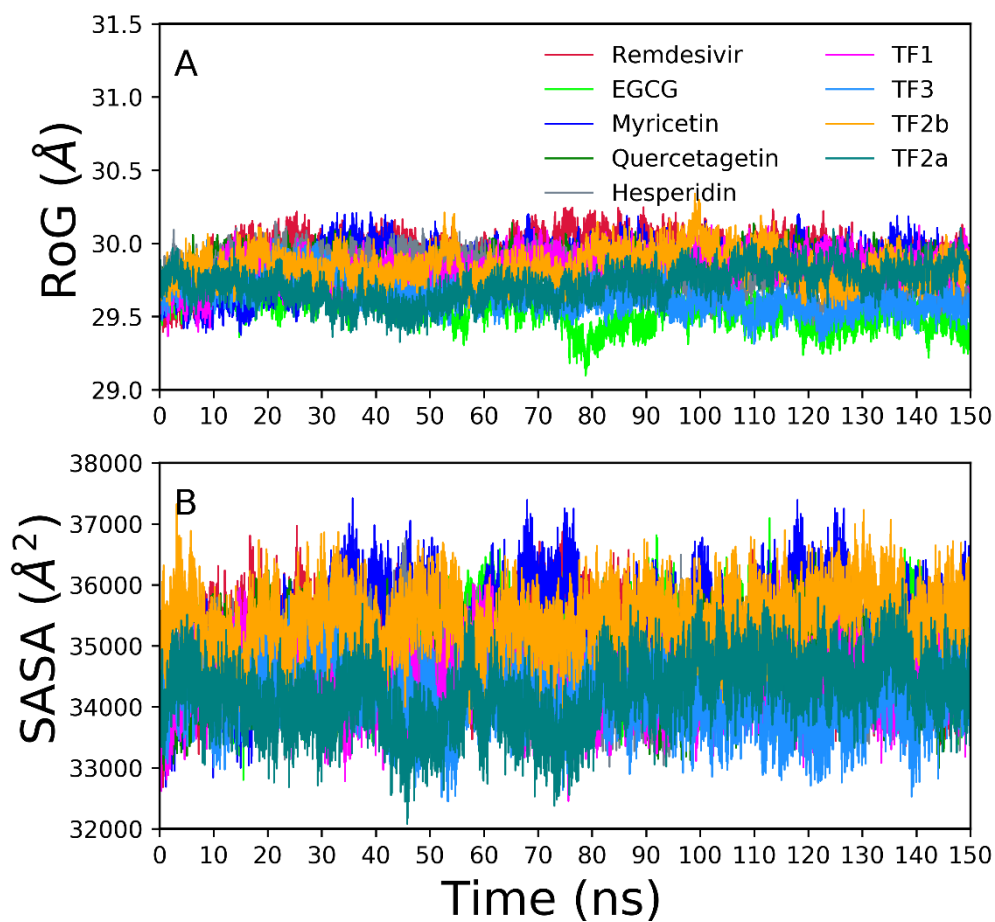 A
RoG (Å)
31.5
31.0
30.5
30.0
29.5
29.0
Remdesivir
EGCG
Myricetin
Quercetagetin
Hesperidin
TF1
TF3
TF2b
TF2a
0 10 20 30 40 50 60 70 80 90 100 110 120 130 140 150
B
SASA (Å²)
38000
37000
36000
35000
34000
33000
32000
0 10 20 30 40 50 60 70 80 90 100 110 120 130 140 150
Time (ns)